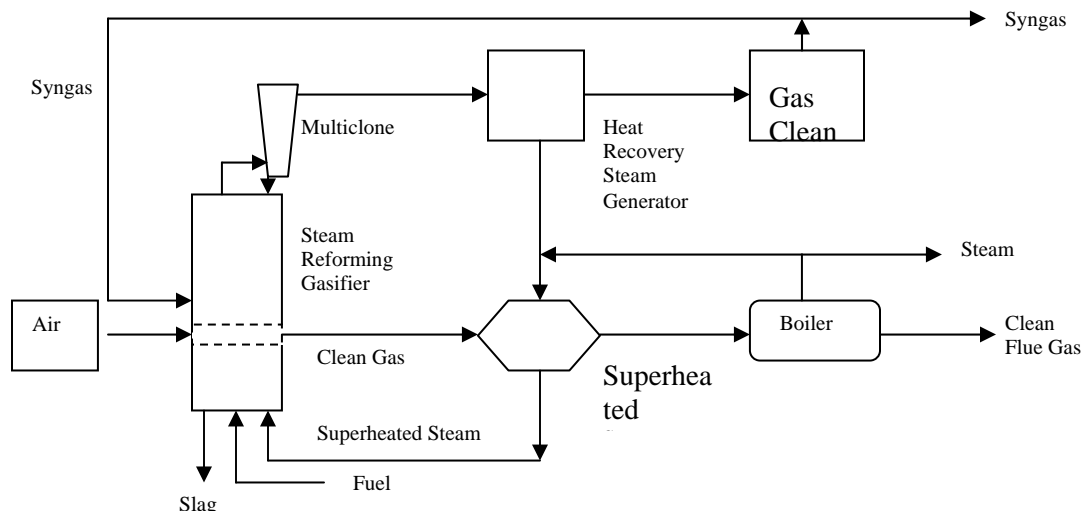 Syngas
Syngas
Multiclone
Gas
Clean
Heat
Recovery
Steam
Generator
Steam
Reforming
Gasifier
Steam
Air
Boiler
Clean
Flue Gas
Clean Gas
Superhea
ted
Superheated Steam
Fuel
Slag